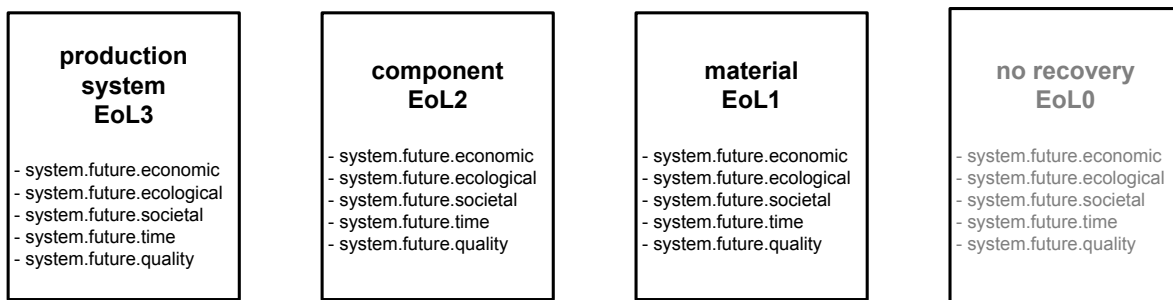 production
system
EoL3
- system.future.economic
- system.future.ecological
- system.future.societal
- system.future.time
- system.future.quality
component
EoL2
- system.future.economic
- system.future.ecological
- system.future.societal
- system.future.time
- system.future.quality
material
EoL1
- system.future.economic
- system.future.ecological
- system.future.societal
- system.future.time
- system.future.quality
no recovery
EoL0
- system.future.economic
- system.future.ecological
- system.future.societal
- system.future.time
- system.future.quality